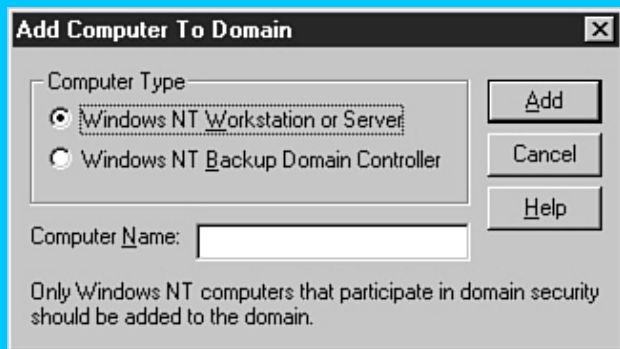 Add Computer To Domain
Computer Type
Windows NT Workstation or Server
Windows NT Backup Domain Controller
Add
Cancel
Help
Computer Name:
Only Windows NT computers that participate in domain security
should be added to the domain.